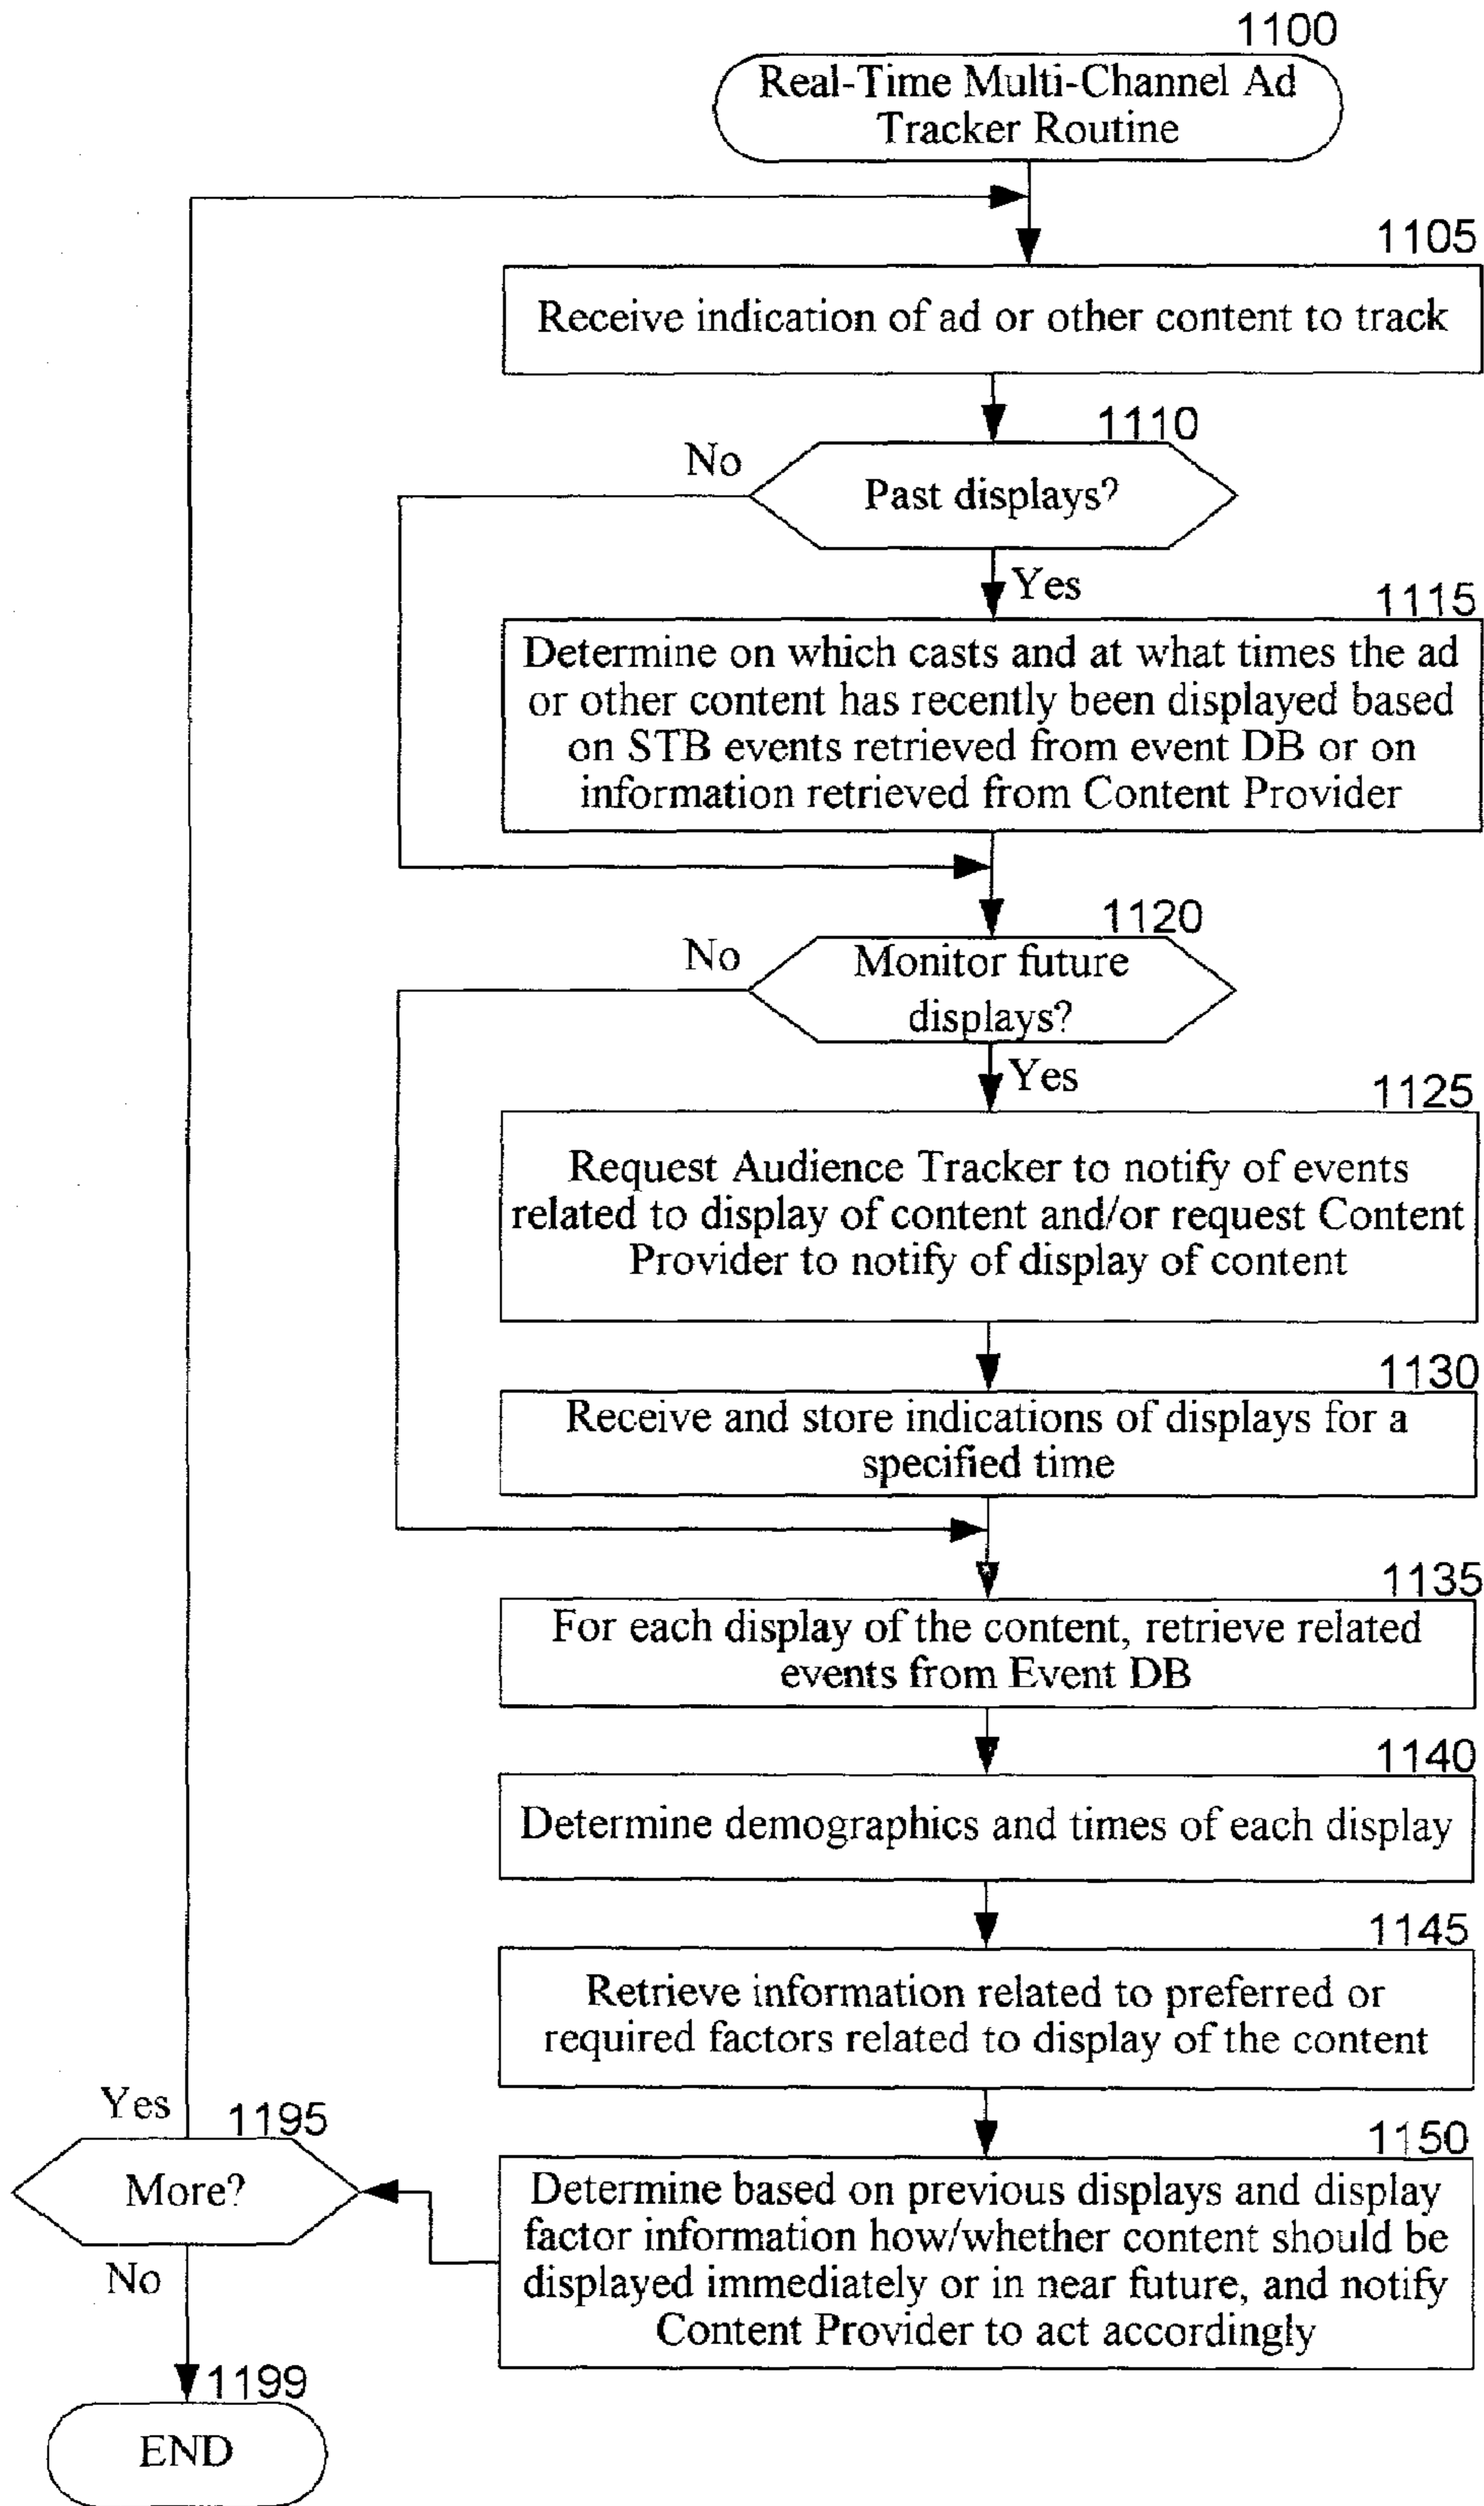 1100
Real-Time Multi-Channel Ad
Tracker Routine
1105
Receive indication of ad or other content to track
1110
No
Past displays?
Yes
1115
Determine on which casts and at what times the ad
or other content has recently been displayed based
on STB events retrieved from event DB or on
information retrieved from Content Provider
1120
No
Monitor future
displays?
Yes
1125
Request Audience Tracker to notify of events
related to display of content and/or request Content
Provider to notify of display of content
1130
Receive and store indications of displays for a
specified time
1135
For each display of the content, retrieve related
events from Event DB
1140
Determine demographics and times of each display
1145
Retrieve information related to preferred or
required factors related to display of the content
1150
Determine based on previous displays and display
factor information how/whether content should be
displayed immediately or in near future, and notify
Content Provider to act accordingly
Yes
1195
More?
No
1199
END